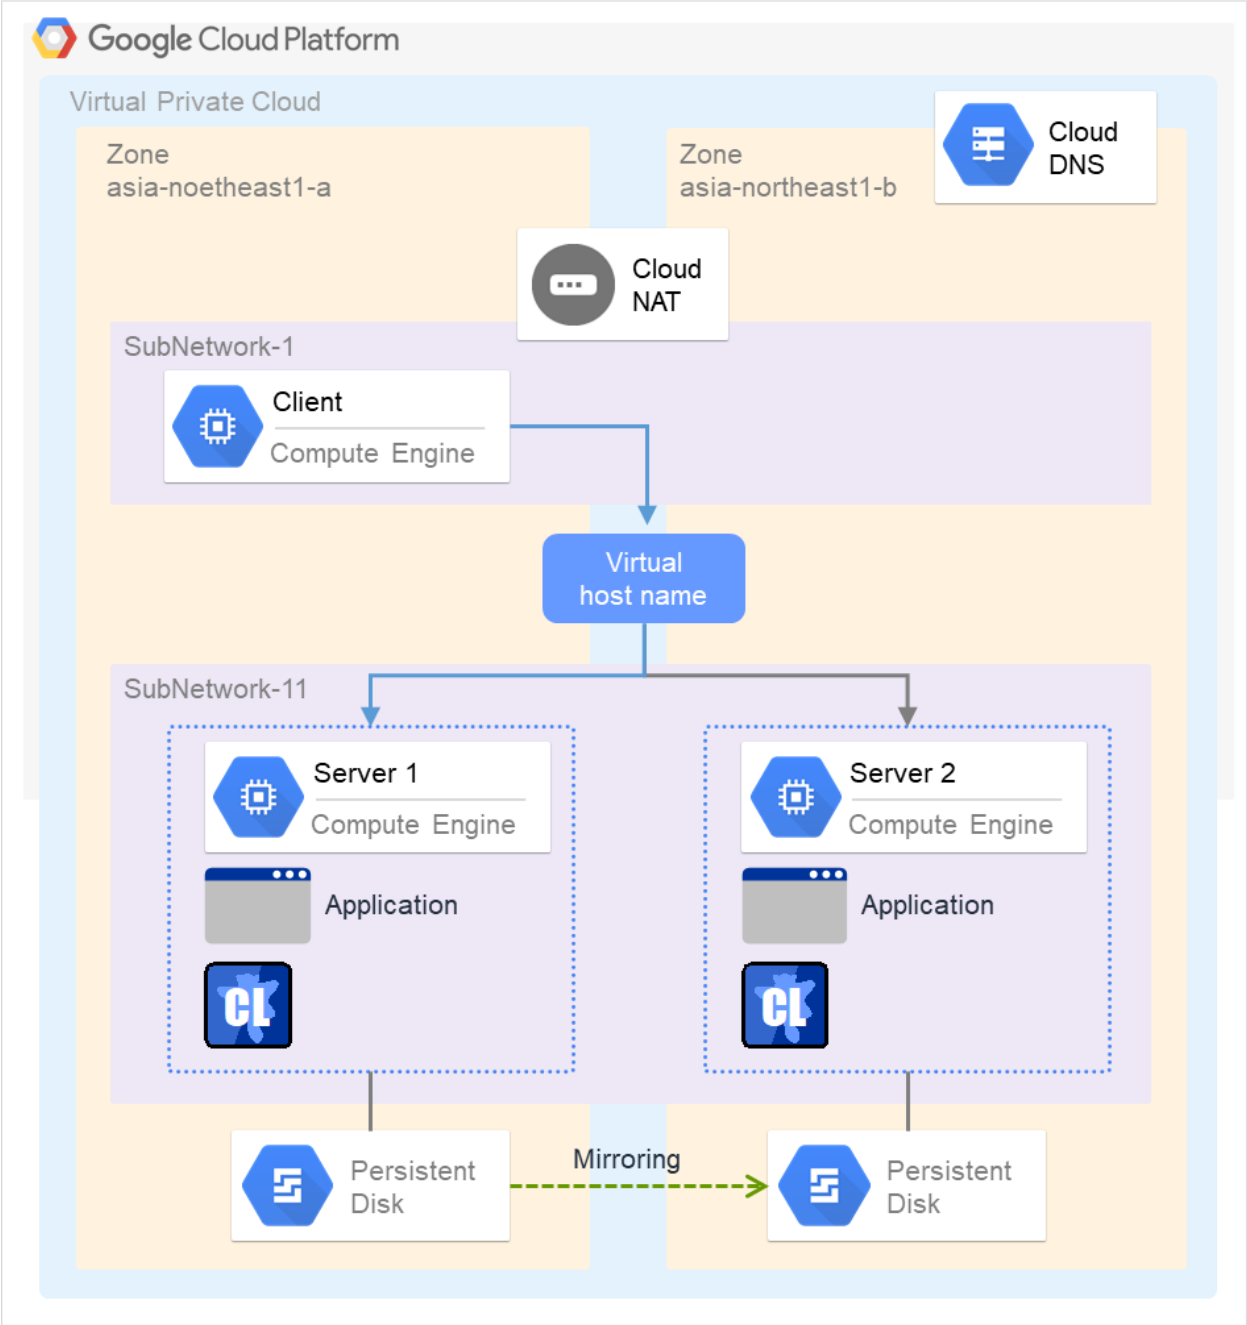 Google Cloud Platform
Virtual Private Cloud
Zone
asia-noetheast1-a
Zone
asia-northeast1-b
Cloud
DNS
Cloud
NAT
SubNetwork-1
Client
Compute Engine
Virtual
host name
SubNetwork-11
Server 1
Compute Engine
Application
CL
Server 2
Compute Engine
Application
CL
Persistent
Disk
Mirroring
Persistent
Disk